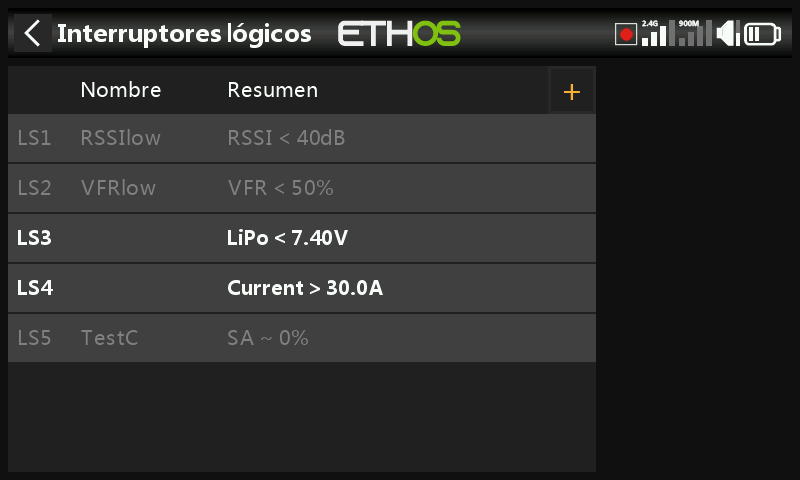 Interruptores lógicos ETHOS 2.4G 900M
Nombre Resumen +
LS1 RSSIlow RSSI < 40dB
LS2 VFRlow VFR < 50%
LS3 LiPo < 7.40V
LS4 Current > 30.0A
LS5 TestC SA ~ 0%